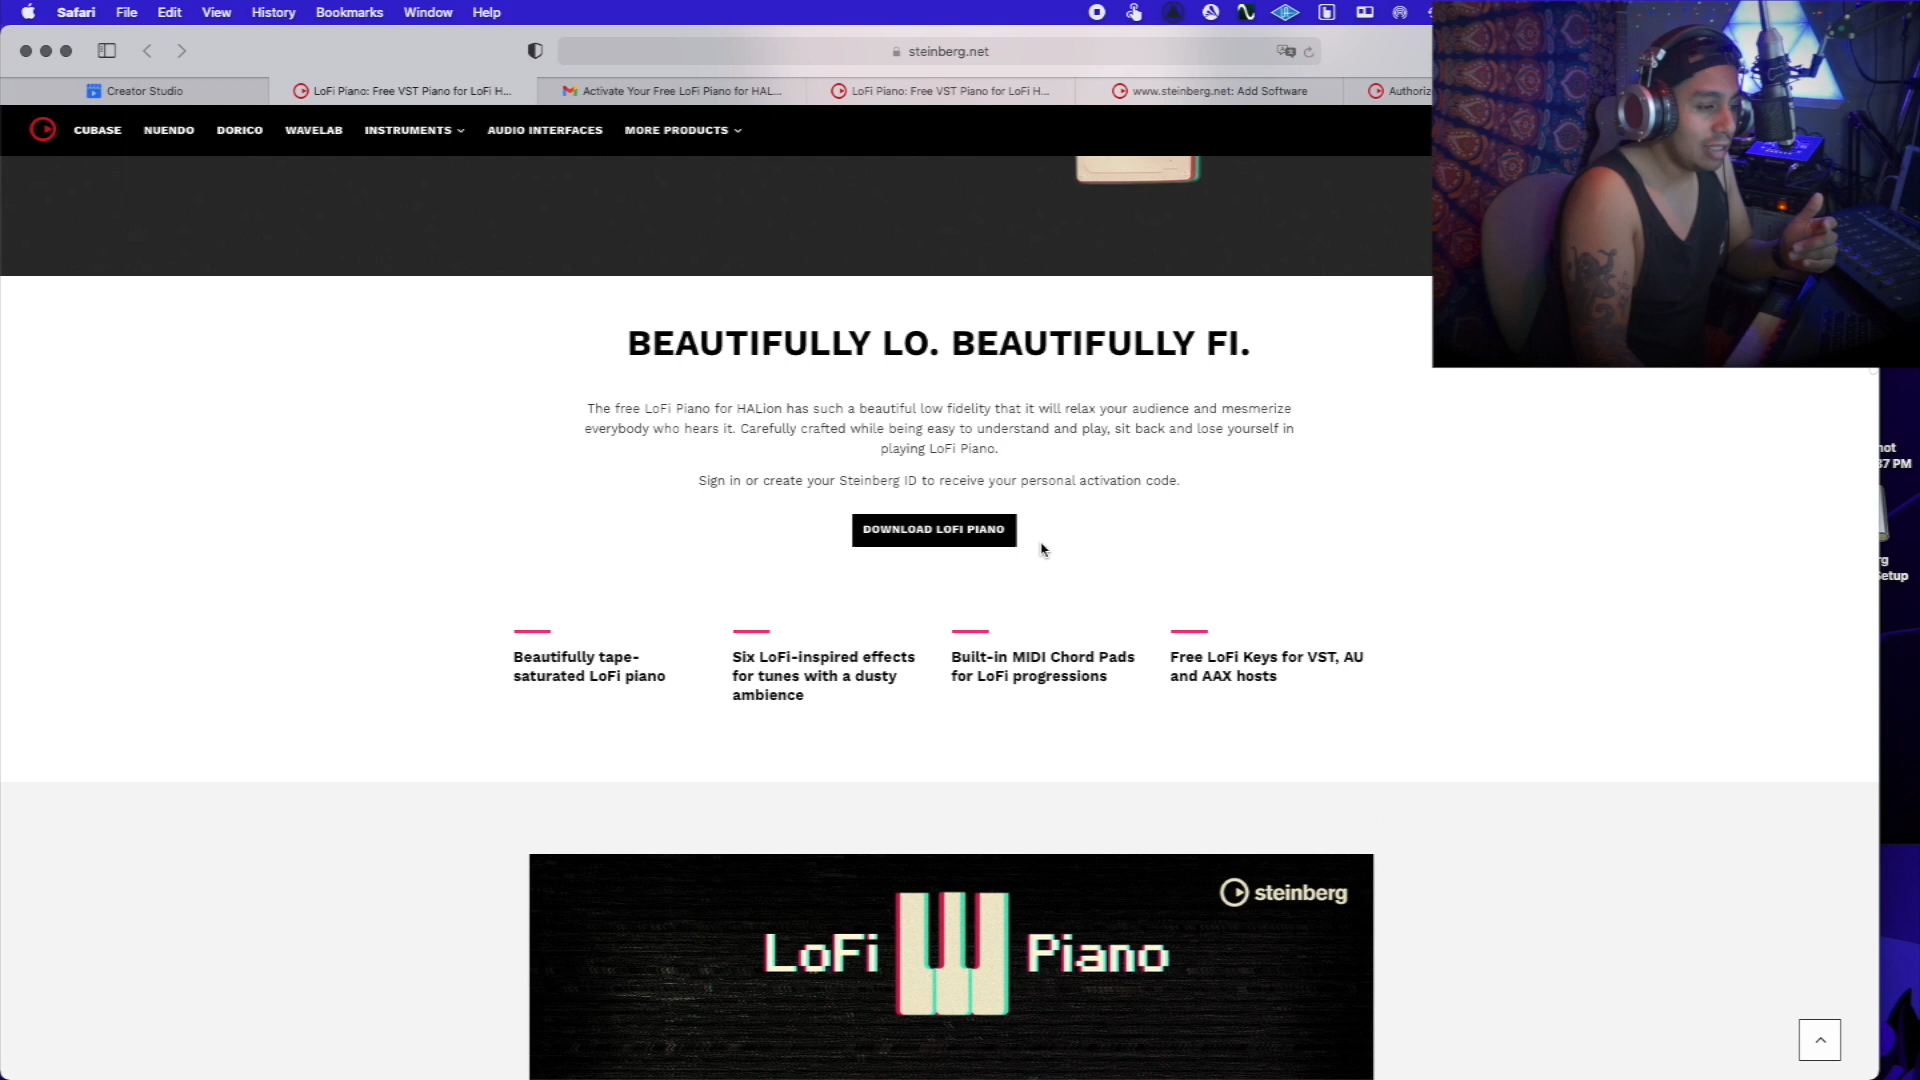 Safari File Edit View History Bookmarks Window Help
steinberg.net
Creator Studio
LoFi Piano: Free VST Piano for LoFi H...
Activate Your Free LoFi Piano for HAL...
LoFi Piano: Free VST Piano for LoFi H...
www.steinberg.net: Add Software
CUBASE NUENDO DORICO WAVELAB INSTRUMENTS AUDIO INTERFACES MORE PRODUCTS
BEAUTIFULLY LO. BEAUTIFULLY FI.
The free LoFi Piano for HALion has such a beautiful low fidelity that it will relax your audience and mesmerize
everybody who hears it. Carefully crafted while being easy to understand and play, sit back and lose yourself in
playing LoFi Piano.
Sign in or create your Steinberg ID to receive your personal activation code.
DOWNLOAD LOFI PIANO
Beautifully tape-
saturated LoFi piano
Six LoFi-inspired effects
for tunes with a dusty
ambience
Built-in MIDI Chord Pads
for LoFi progressions
Free LoFi Keys for VST, AU
and AAX hosts
steinberg
LoFi Piano
37 PM
Setup